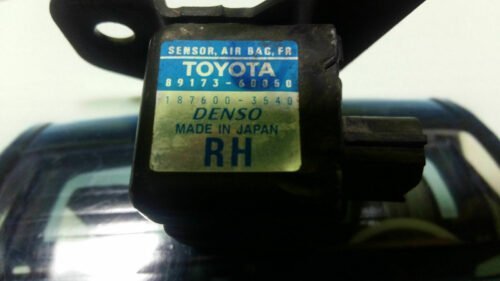 SENSOR, AIR BAG, FR
TOYOTA
89173-60050
187600-3540
DENSO
MADE IN JAPAN
RH